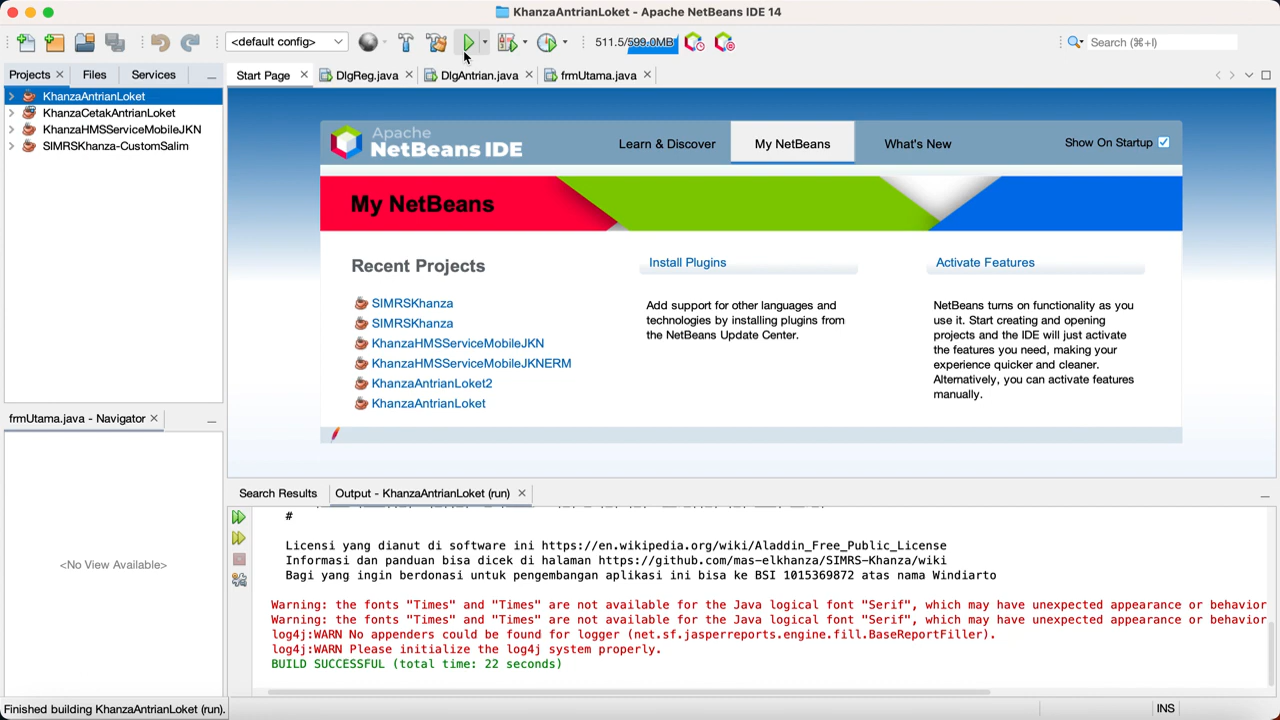 KhanzaAntrianLoket - Apache NetBeans IDE 14
<default config>
511.5/599.0MB
Search (⌘+I)
Projects
Files
Services
Start Page
DlgReg.java
DlgAntrian.java
frmUtama.java
KhanzaAntrianLoket
KhanzaCetakAntrianLoket
KhanzaHMSServiceMobileJKN
SIMRSKhanza-CustomSalim
Apache
NetBeans IDE
Learn & Discover
My NetBeans
What's New
Show On Startup
My NetBeans
Recent Projects
SIMRSKhanza
SIMRSKhanza
KhanzaHMSServiceMobileJKN
KhanzaHMSServiceMobileJKNERM
KhanzaAntrianLoket2
KhanzaAntrianLoket
Install Plugins
Add support for other languages and
technologies by installing plugins from
the NetBeans Update Center.
Activate Features
NetBeans turns on functionality as you
use it. Start creating and opening
projects and the IDE will just activate
the features you need, making your
experience quicker and cleaner.
Alternatively, you can activate features
manually.
frmUtama.java - Navigator
<No View Available>
Search Results
Output - KhanzaAntrianLoket (run)
#
Licensi yang dianut di software ini https://en.wikipedia.org/wiki/Aladdin_Free_Public_License
Informasi dan panduan bisa dicek di halaman https://github.com/mas-elkhanza/SIMRS-Khanza/wiki
Bagi yang ingin berdonasi untuk pengembangan aplikasi ini bisa ke BSI 1015369872 atas nama Windiarto
Warning: the fonts "Times" and "Times" are not available for the Java logical font "Serif", which may have unexpected appearance or behavior
Warning: the fonts "Times" and "Times" are not available for the Java logical font "Serif", which may have unexpected appearance or behavior
log4j:WARN No appenders could be found for logger (net.sf.jasperreports.engine.fill.BaseReportFiller).
log4j:WARN Please initialize the log4j system properly.
BUILD SUCCESSFUL (total time: 22 seconds)
Finished building KhanzaAntrianLoket (run).
INS